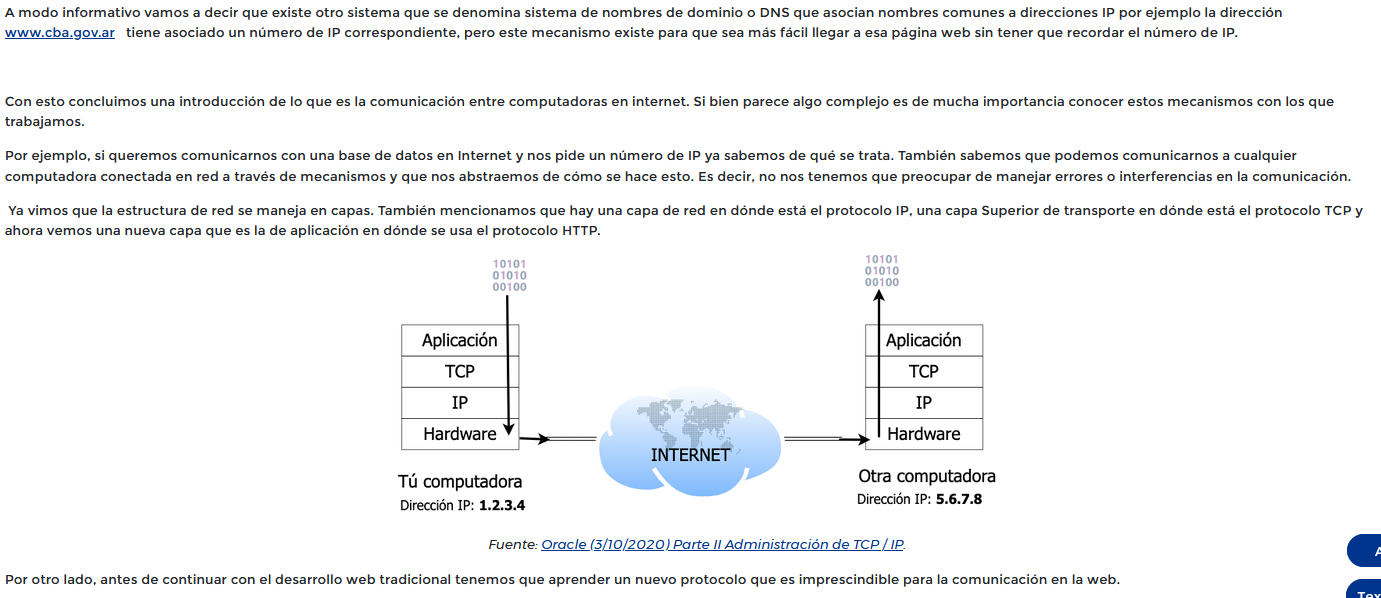 A modo informativo vamos a decir que existe otro sistema que se denomina sistema de nombres de dominio o DNS que asocian nombres comunes a direcciones IP por ejemplo la dirección
www.cba.gov.ar tiene asociado un número de IP correspondiente, pero este mecanismo existe para que sea más fácil llegar a esa página web sin tener que recordar el número de IP.
Con esto concluimos una introducción de lo que es la comunicación entre computadoras en internet. Si bien parece algo complejo es de mucha importancia conocer estos mecanismos con los que
trabajamos.
Por ejemplo, si queremos comunicarnos con una base de datos en Internet y nos pide un número de IP ya sabemos de qué se trata. También sabemos que podemos comunicarnos a cualquier
computadora conectada en red a través de mecanismos y que nos abstraemos de cómo se hace esto. Es decir, no nos tenemos que preocupar de manejar errores o interferencias en la comunicación.
Ya vimos que la estructura de red se maneja en capas. También mencionamos que hay una capa de red en dónde está el protocolo IP, una capa Superior de transporte en dónde está el protocolo TCP y
ahora vemos una nueva capa que es la de aplicación en dónde se usa el protocolo HTTP.
10101
01010
00100
Aplicación
TCP
IP
Hardware
Tú computadora
Dirección IP: 1.2.3.4
INTERNET
10101
01010
00100
Aplicación
TCP
IP
Hardware
Otra computadora
Dirección IP: 5.6.7.8
Fuente: Oracle (3/10/2020) Parte II Administración de TCP / IP.
Por otro lado, antes de continuar con el desarrollo web tradicional tenemos que aprender un nuevo protocolo que es imprescindible para la comunicación en la web.